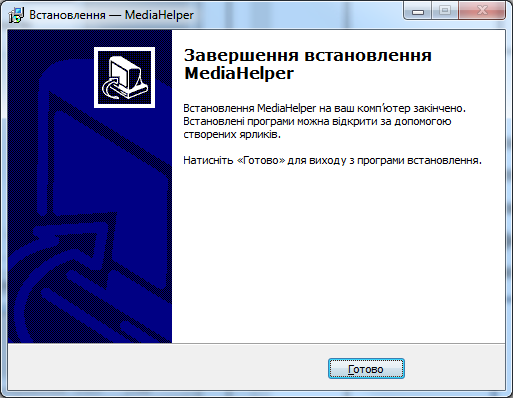 Встановлення — MediaHelper
Завершення встановлення
MediaHelper
Встановлення MediaHelper на ваш комп'ютер закінчено.
Встановлені програми можна відкрити за допомогою
створених ярликів.
Натисніть «Готово» для виходу з програми встановлення.
Готово